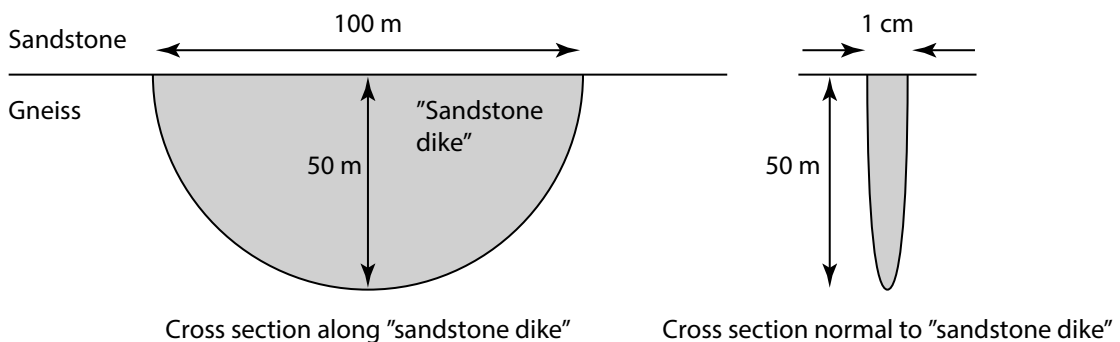 Sandstone
100 m
1 cm
Gneiss
”Sandstone
dike”
50 m
50 m
Cross section along ”sandstone dike”
Cross section normal to ”sandstone dike”